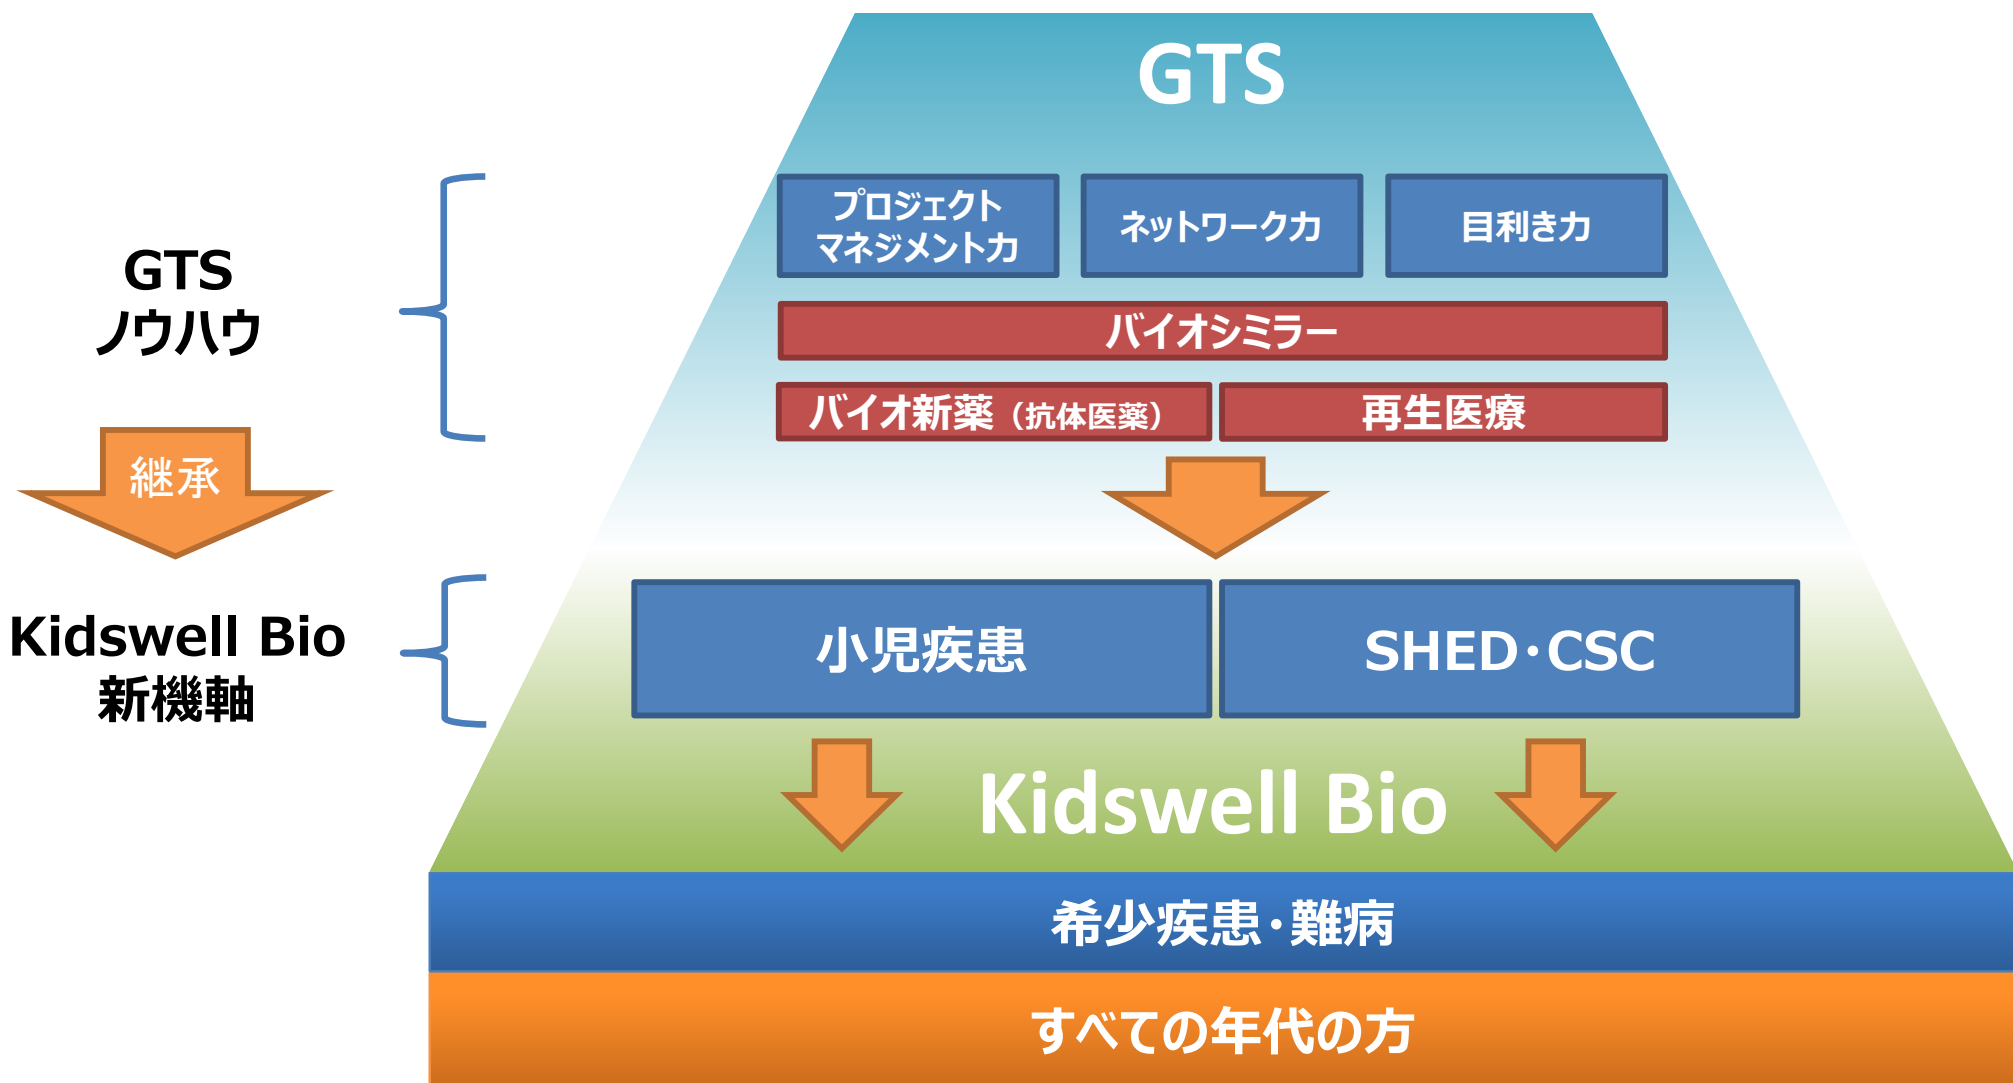 GTS
プロジェクト
マネジメント力
ネットワーク力
目利き力
GTS
ノウハウ
バイオシミラー
バイオ新薬（抗体医薬）
再生医療
継承
Kidswell Bio
新機軸
小児疾患
SHED・CSC
Kidswell Bio
希少疾患・難病
すべての年代の方